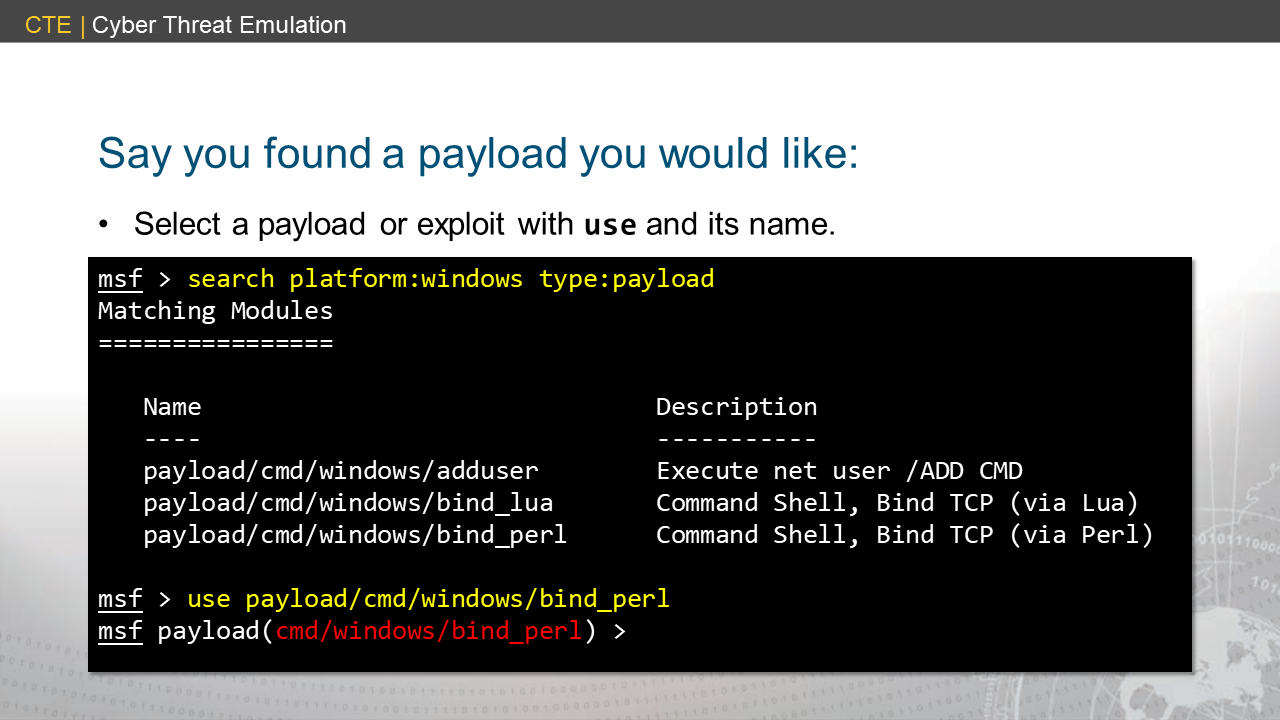 CTE | Cyber Threat Emulation
Say you found a payload you would like:
• Select a payload or exploit with use and its name.
msf > search platform:windows type:payload
Matching Modules
================
Name Description
---- -----------
payload/cmd/windows/adduser Execute net user /ADD CMD
payload/cmd/windows/bind_lua Command Shell, Bind TCP (via Lua)
payload/cmd/windows/bind_perl Command Shell, Bind TCP (via Perl)
msf > use payload/cmd/windows/bind_perl
msf payload(cmd/windows/bind_perl) >